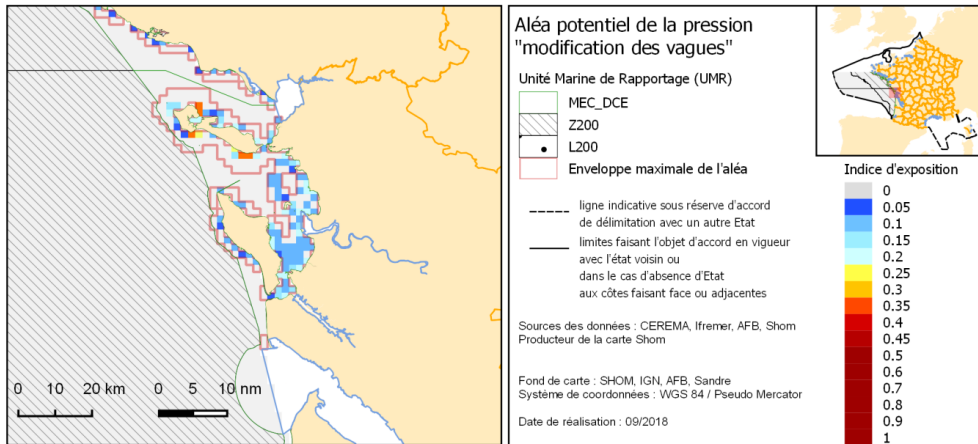 Aléa potentiel de la pression
"modification des vagues"
Unité Marine de Rapportage (UMR)
MEC_DCE
Z200
L200
Enveloppe maximale de l'aléa
ligne indicative sous réserve d'accord
de délimitation avec un autre Etat
limites faisant l'objet d'accord en vigueur
avec l'état voisin ou
dans le cas d'absence d'Etat
aux côtes faisant face ou adjacentes
Sources des données : CEREMA, Ifremer, AFB, Shom
Producteur de la carte Shom
Fond de carte : SHOM, IGN, AFB, Sandre
Système de coordonnées : WGS 84 / Pseudo Mercator
Date de réalisation : 09/2018
Indice d'exposition
0
0.05
0.1
0.15
0.2
0.25
0.3
0.35
0.4
0.45
0.5
0.6
0.7
0.8
0.9
1
0 10 20 km
0 5 10 nm